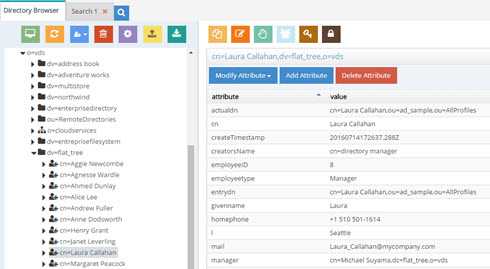 Directory Browser
Search 1
o=vds
dv=address book
dv=adventure works
dv=multistore
dv=northwind
dv=enterprisedirectory
ou=RemoteDirectories
o=cloudservices
dv=enterprisefilesystem
dv=flat_tree
cn=Aggie Newcombe
cn=Agnesse Wardle
cn=Ahmed Dunlay
cn=Alice Lee
cn=Andrew Fuller
cn=Anne Dodsworth
cn=Henry Grant
cn=Janet Leverling
cn=Laura Callahan
cn=Margaret Peacock
cn=Laura Callahan,dv=flat_tree,o=vds
Modify Attribute
Add Attribute
Delete Attribute
attribute value
actualdn cn=Laura Callahan,ou=ad_sample,ou=AllProfiles
cn Laura Callahan
createTimestamp 20160714172637.288Z
creatorsName cn=directory manager
employeeID 8
employeetype Manager
entrydn cn=Laura Callahan,ou=ad_sample,ou=AllProfiles
givenname Laura
homephone +1 510 501-1614
l Seattle
mail Laura_Callahan@mycompany.com
manager cn=Michael Suyama,dv=flat_tree,o=vds